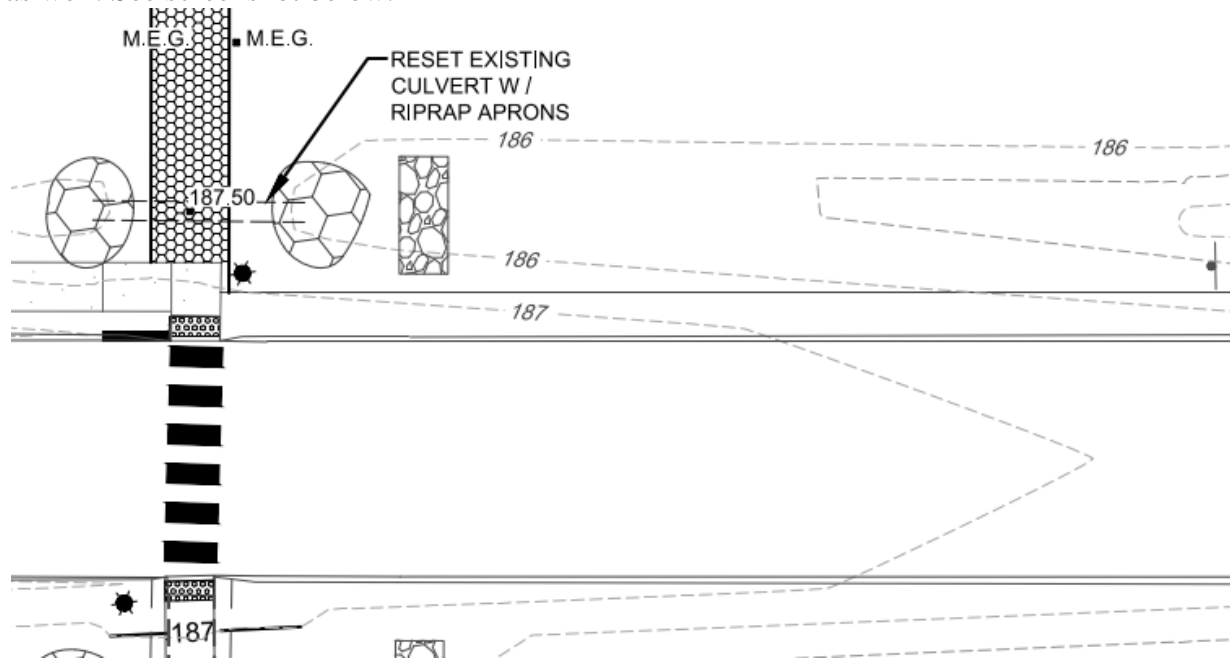 M.E.G. M.E.G.
RESET EXISTING
CULVERT W /
RIPRAP APRONS
186
186
187.50
186
187
187